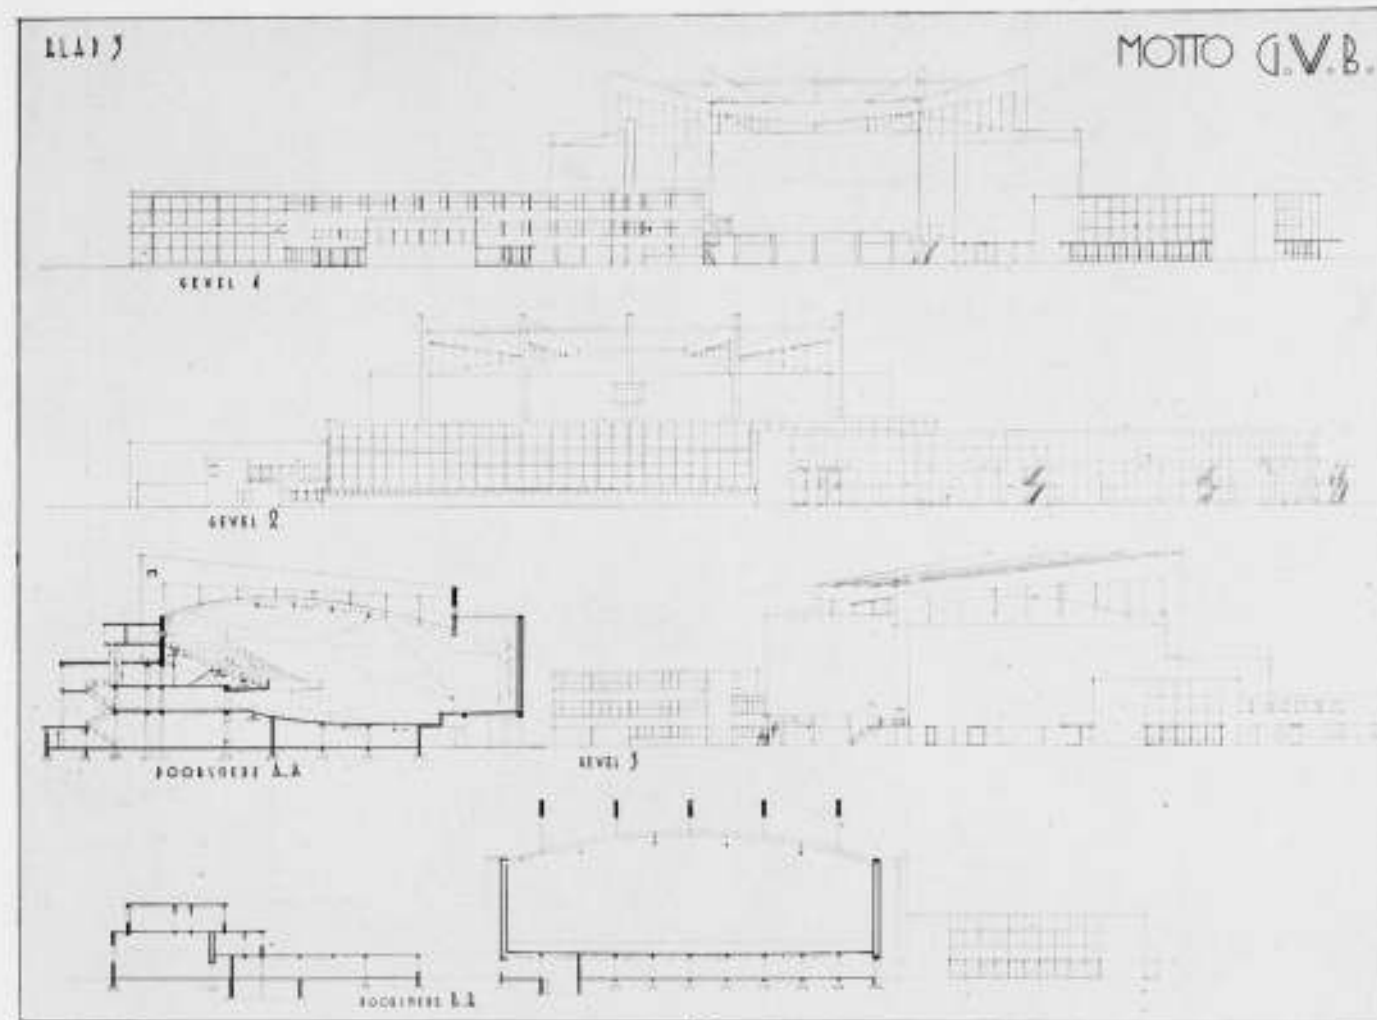 BLAD 3
MOTTO G.V.B.
GEVEL 1
GEVEL 2
DOORSNEDE A.A
GEVEL 3
DOORSNEDE B.B